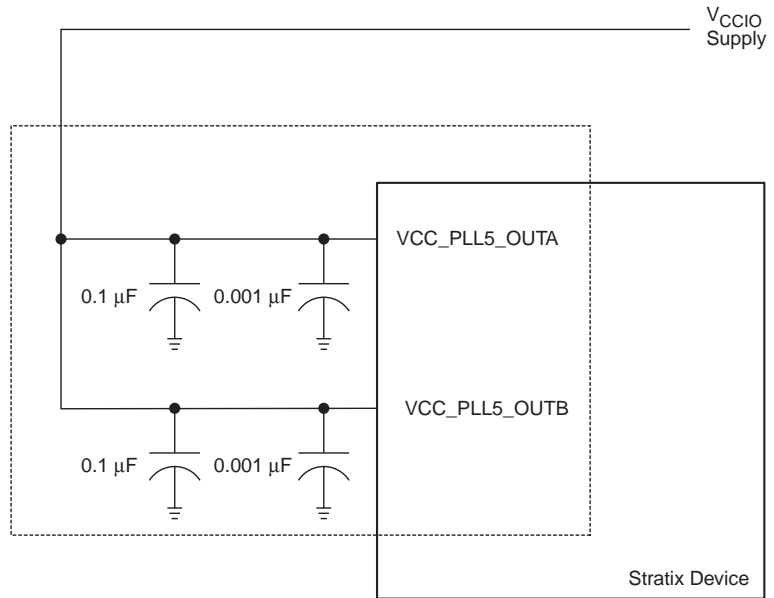 VCCIO
Supply
VCC_PLL5_OUTA
0.1 μF
0.001 μF
VCC_PLL5_OUTB
0.1 μF
0.001 μF
Stratix Device